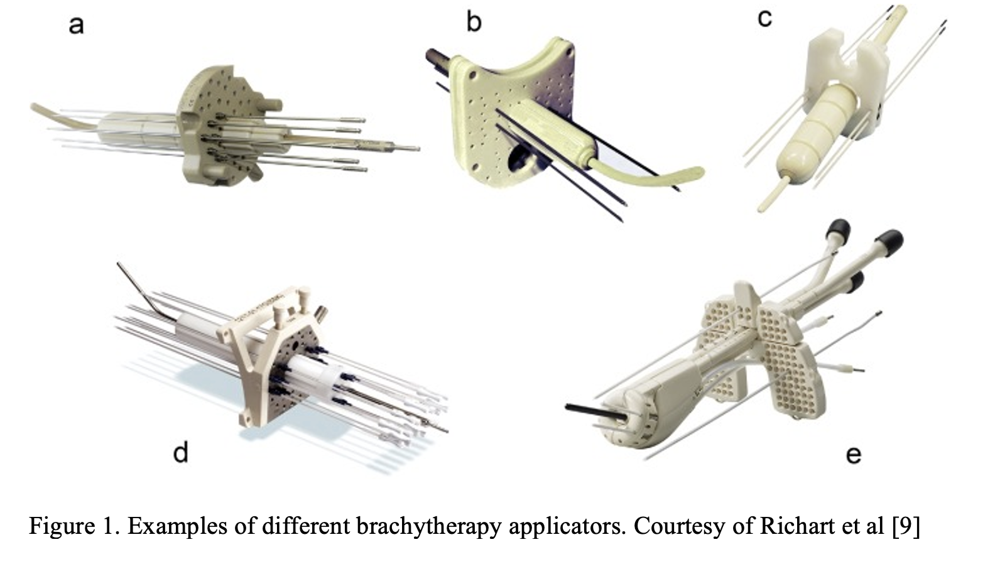 a
b
c
d
e
Figure 1. Examples of different brachytherapy applicators. Courtesy of Richart et al [9]